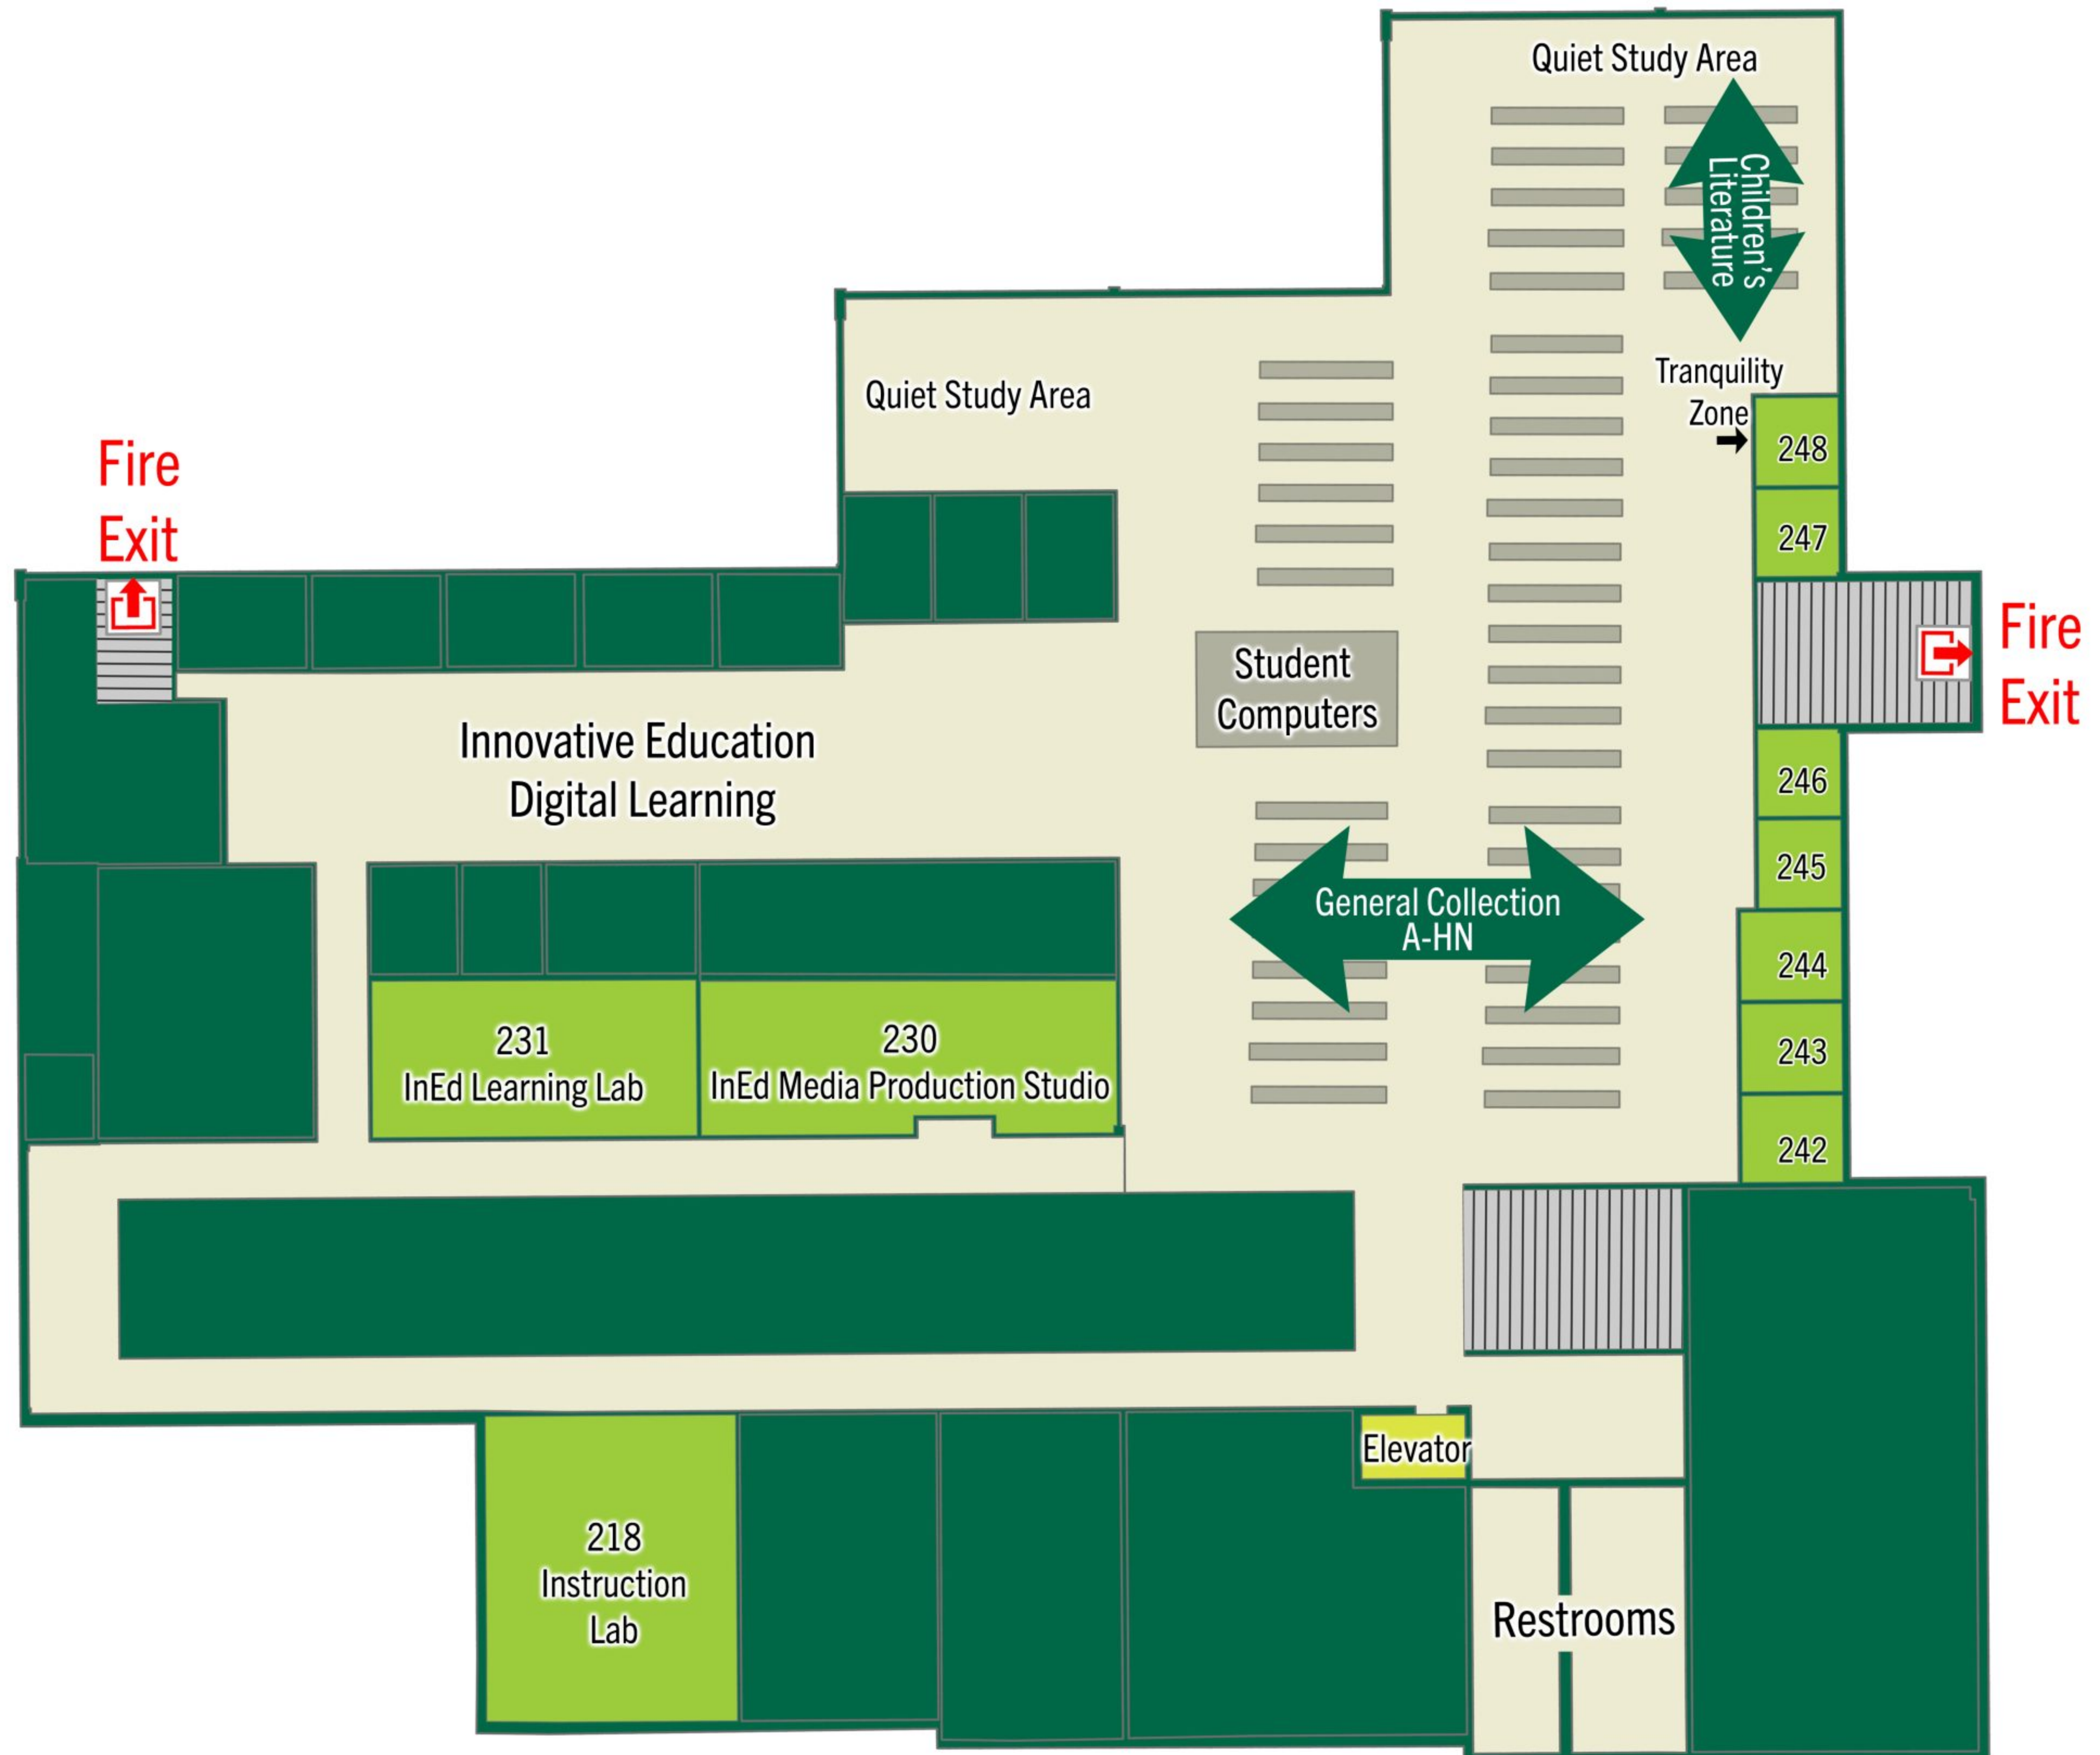 Quiet Study Area
Children's
Literature
Tranquility
Zone
Quiet Study Area
248
247
Fire
Exit
Fire
Exit
Student
Computers
Innovative Education
Digital Learning
246
245
General Collection
A-HN
244
243
242
231
InEd Learning Lab
230
InEd Media Production Studio
Elevator
218
Instruction
Lab
Restrooms